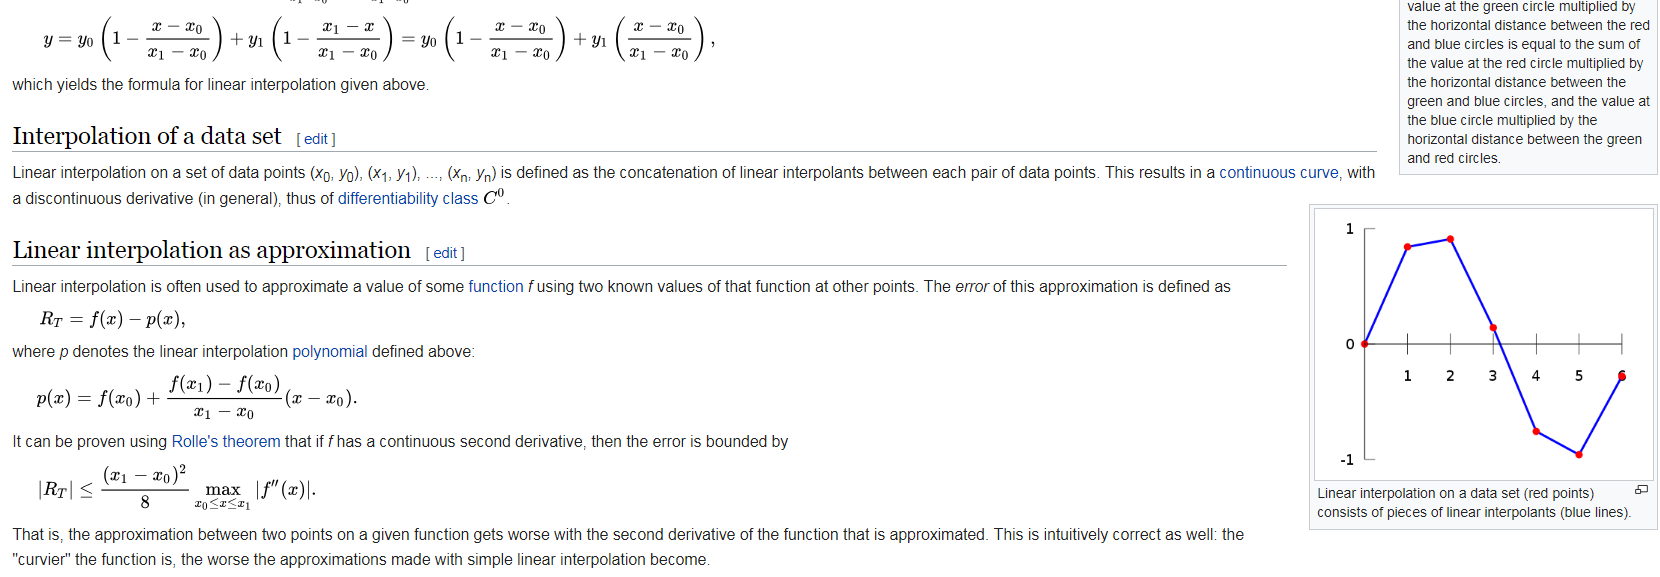 y = y₀ (1 − (x − x₀)/(x₁ − x₀)) + y₁ (1 − (x₁ − x)/(x₁ − x₀)) = y₀ (1 − (x − x₀)/(x₁ − x₀)) + y₁ ((x − x₀)/(x₁ − x₀)),
which yields the formula for linear interpolation given above.
Interpolation of a data set [ edit ]
Linear interpolation on a set of data points (x₀, y₀), (x₁, y₁), ..., (xₙ, yₙ) is defined as the concatenation of linear interpolants between each pair of data points. This results in a continuous curve, with
a discontinuous derivative (in general), thus of differentiability class C⁰.
Linear interpolation as approximation [ edit ]
Linear interpolation is often used to approximate a value of some function f using two known values of that function at other points. The error of this approximation is defined as
R_T = f(x) − p(x),
where p denotes the linear interpolation polynomial defined above:
p(x) = f(x₀) + (f(x₁) − f(x₀))/(x₁ − x₀) (x − x₀).
It can be proven using Rolle's theorem that if f has a continuous second derivative, then the error is bounded by
|R_T| ≤ (x₁ − x₀)²/8 max_{x₀≤x≤x₁} |f″(x)|.
That is, the approximation between two points on a given function gets worse with the second derivative of the function that is approximated. This is intuitively correct as well: the
"curvier" the function is, the worse the approximations made with simple linear interpolation become.
value at the green circle multiplied by
the horizontal distance between the red
and blue circles is equal to the sum of
the value at the red circle multiplied by
the horizontal distance between the
green and blue circles, and the value at
the blue circle multiplied by the
horizontal distance between the green
and red circles.
1
0
1 2 3 4 5 6
-1
Linear interpolation on a data set (red points)
consists of pieces of linear interpolants (blue lines).